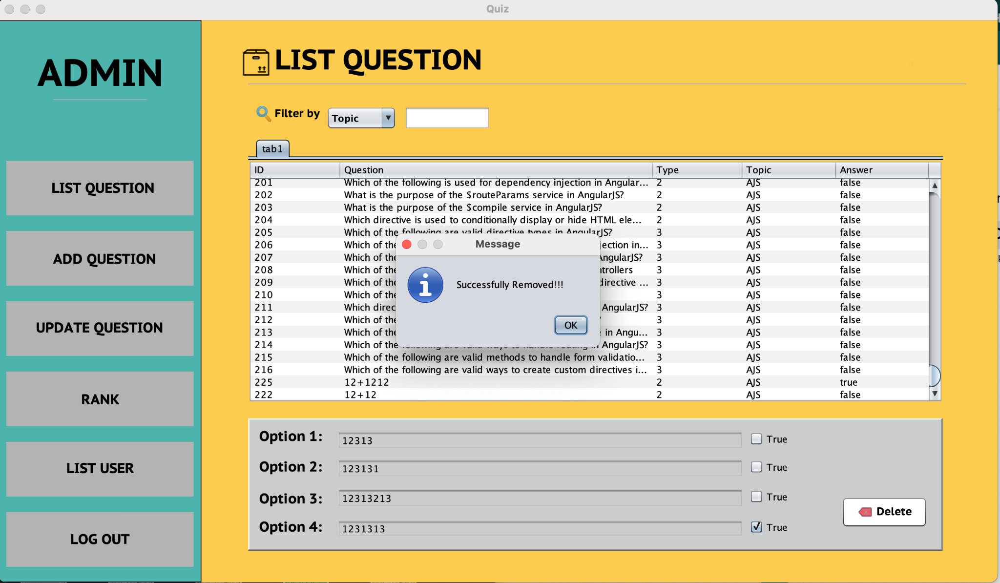 Quiz
ADMIN
LIST QUESTION
ADD QUESTION
UPDATE QUESTION
RANK
LIST USER
LOG OUT
LIST QUESTION
Filter by Topic
tab1
ID Question Type Topic Answer
201 Which of the following is used for dependency injection in Angular... 2 AJS false
202 What is the purpose of the $routeParams service in AngularJS? 2 AJS false
203 What is the purpose of the $compile service in AngularJS? 2 AJS false
204 Which directive is used to conditionally display or hide HTML ele... 2 AJS false
205 Which of the following are valid directive types in AngularJS? 3 AJS false
206 Which of the jection in... 3 AJS false
207 Which of the AngularJS? 3 AJS false
208 Which of the ntrollers 3 AJS false
209 Which of the directive ... 3 AJS false
210 Which of the 3 AJS false
211 Which direc AngularJS? 3 AJS false
212 Which of the 3 AJS false
213 Which of the in Angu... 3 AJS false
214 Which of the following are valid ways to handle routing in AngularJS? 3 AJS false
215 Which of the following are valid methods to handle form validatio... 3 AJS false
216 Which of the following are valid ways to create custom directives i... 3 AJS false
225 12+1212 2 AJS true
222 12+12 2 AJS false
Message
Successfully Removed!!!
OK
Option 1: 12313 True
Option 2: 123131 True
Option 3: 12313213 True
Option 4: 1231313 True
Delete